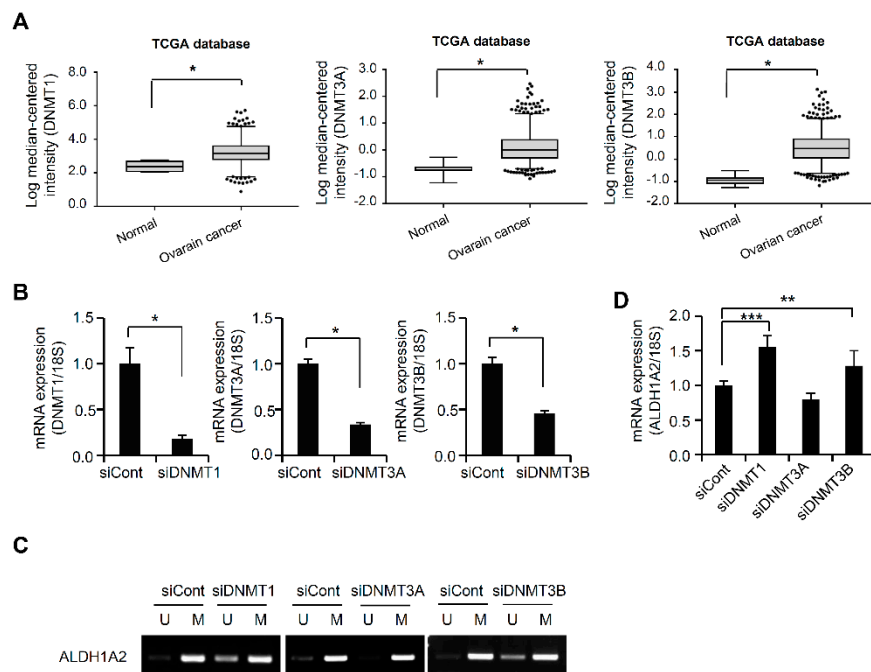 A
TCGA database
Log median-centered
intensity (DNMT1)
8.0
6.0
4.0
2.0
0.0
*
Normal
Ovarain cancer
TCGA database
Log median-centered
intensity (DNMT3A)
3.0
2.0
1.0
0.0
-1.0
-2.0
*
Normal
Ovarain cancer
TCGA database
Log median-centered
intensity (DNMT3B)
4.0
3.0
2.0
1.0
0.0
-1.0
-2.0
*
Normal
Ovarian cancer
B
mRNA expression
(DNMT1/18S)
1.5
1.0
0.5
0.0
*
siCont
siDNMT1
mRNA expression
(DNMT3A/18S)
1.5
1.0
0.5
0.0
*
siCont
siDNMT3A
mRNA expression
(DNMT3B/18S)
1.5
1.0
0.5
0.0
*
siCont
siDNMT3B
D
mRNA expression
(ALDH1A2/18S)
2.0
1.5
1.0
0.5
0.0
**
***
siCont
siDNMT1
siDNMT3A
siDNMT3B
C
siCont siDNMT1 siCont siDNMT3A siCont siDNMT3B
U M U M U M U M U M U M
ALDH1A2